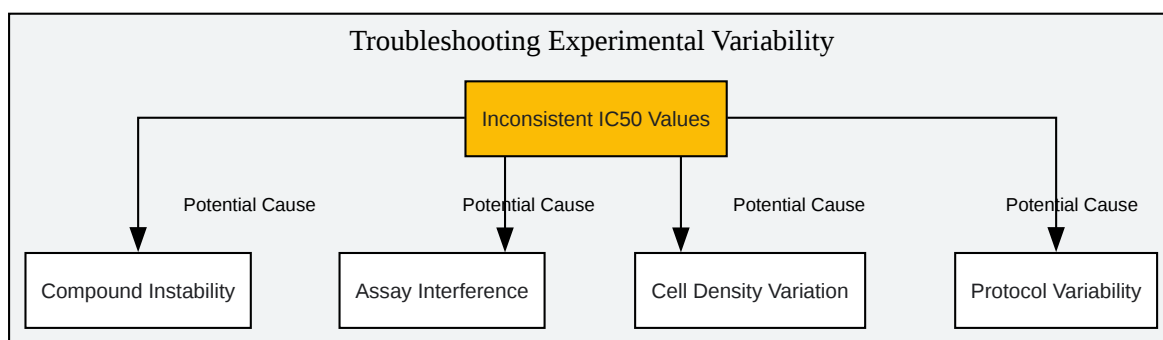 Troubleshooting Experimental Variability
Inconsistent IC50 Values
Potential Cause
Potential Cause
Potential Cause
Potential Cause
Compound Instability
Assay Interference
Cell Density Variation
Protocol Variability